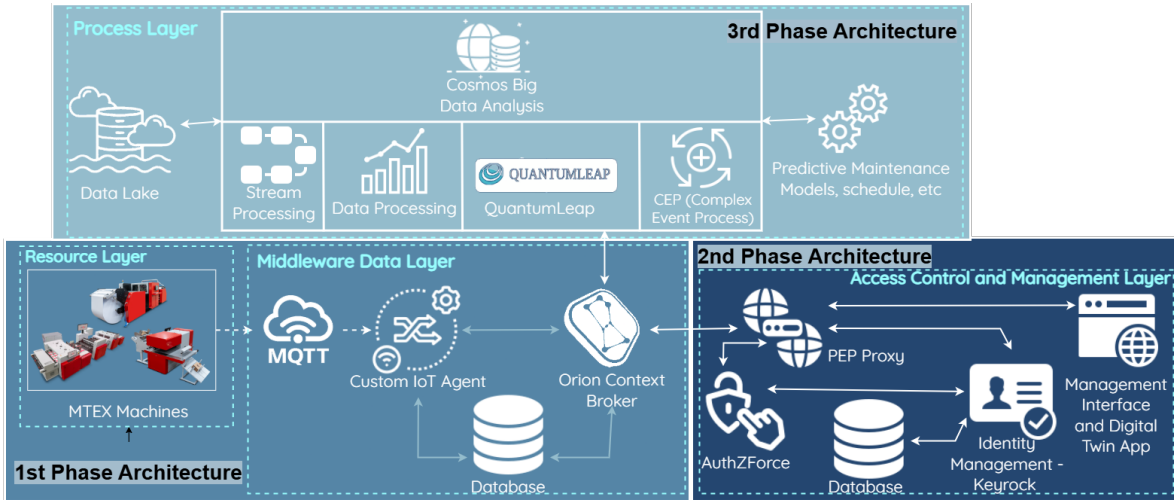 Process Layer
3rd Phase Architecture
Cosmos Big
Data Analysis
Data Lake
Stream
Processing
Data Processing
QUANTUMLEAP
QuantumLeap
CEP (Complex
Event Process)
Predictive Maintenance
Models, schedule, etc
Resource Layer
MTEX Machines
1st Phase Architecture
Middleware Data Layer
MQTT
Custom IoT Agent
Orion Context
Broker
Database
2nd Phase Architecture
Access Control and Management Layer
PEP Proxy
AuthZForce
Database
Identity
Management -
Keyrock
Management
Interface
and Digital
Twin App